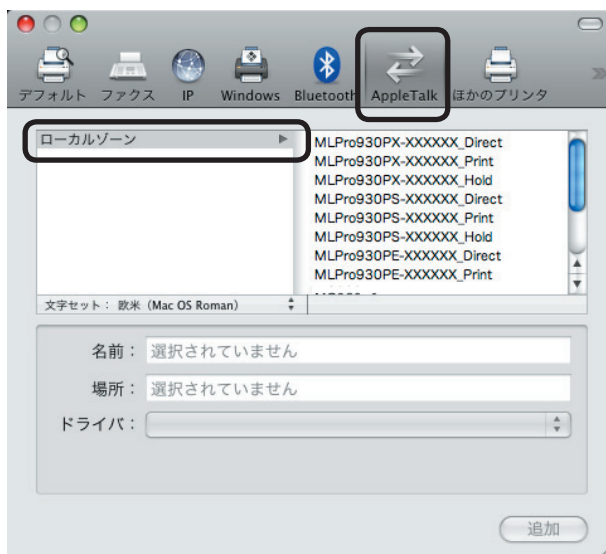 デフォルト ファクス IP Windows Bluetooth AppleTalk ほかのプリンタ
ローカルゾーン
MLPro930PX-XXXXXX_Direct
MLPro930PX-XXXXXX_Print
MLPro930PX-XXXXXX_Hold
MLPro930PS-XXXXXX_Direct
MLPro930PS-XXXXXX_Print
MLPro930PS-XXXXXX_Hold
MLPro930PE-XXXXXX_Direct
MLPro930PE-XXXXXX_Print
文字セット： 欧米（Mac OS Roman）
名前： 選択されていません
場所： 選択されていません
ドライバ：
追加